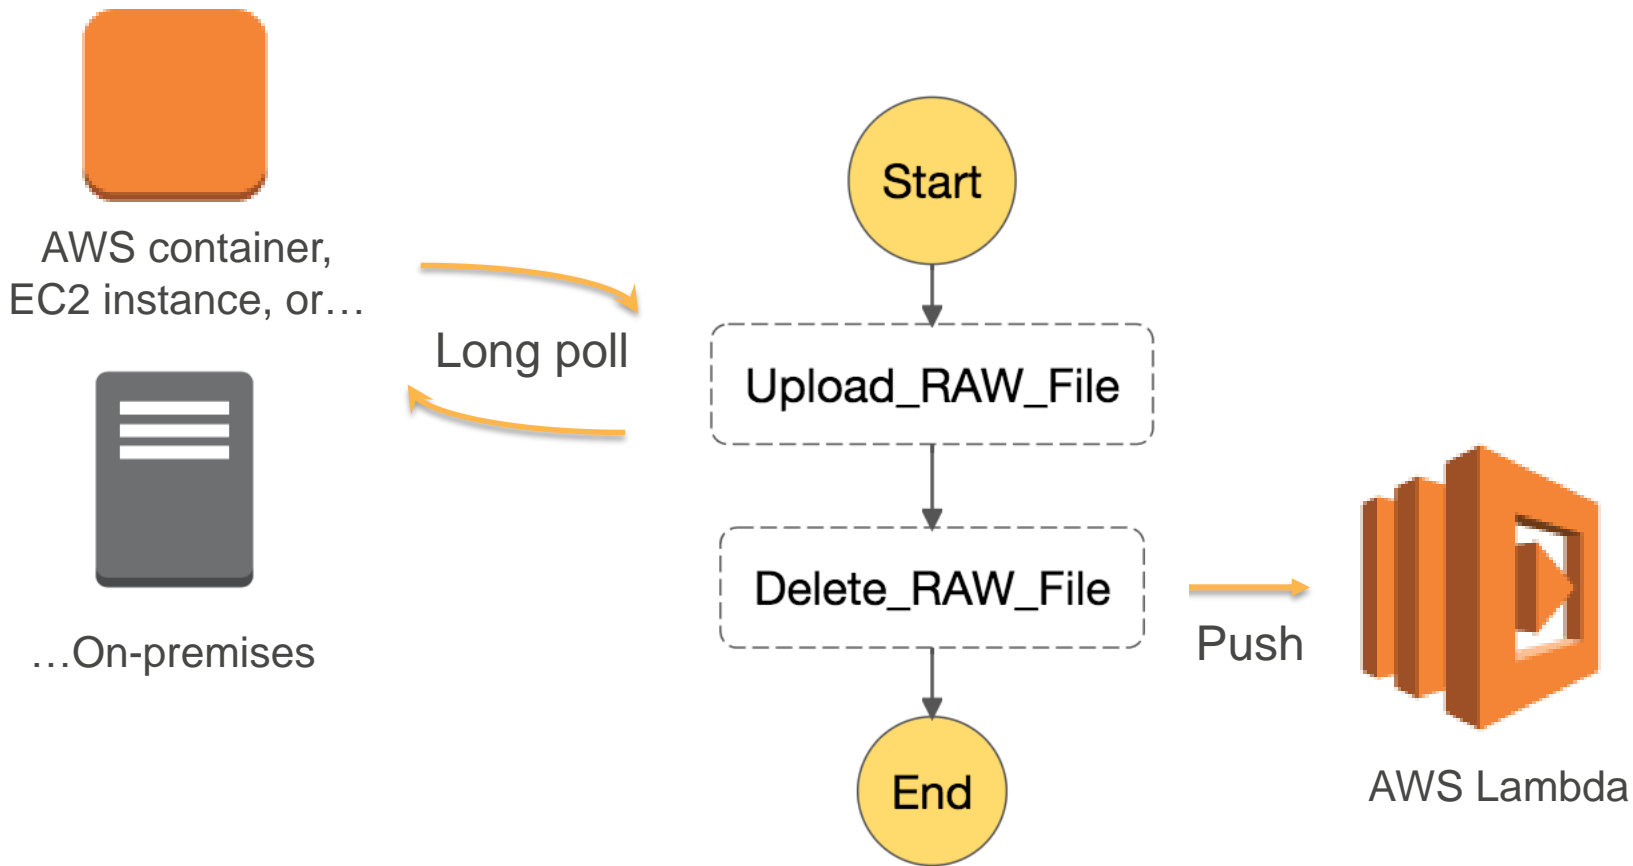 AWS container,
EC2 instance, or…
Long poll
…On-premises
Start
Upload_RAW_File
Delete_RAW_File
End
Push
AWS Lambda